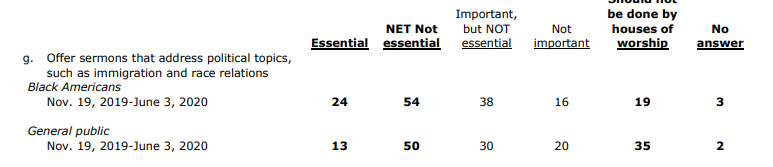 Should not
Important, be done by
NET Not but NOT Not houses of No
Essential essential essential important worship answer
g. Offer sermons that address political topics,
such as immigration and race relations
Black Americans
Nov. 19, 2019-June 3, 2020 24 54 38 16 19 3
General public
Nov. 19, 2019-June 3, 2020 13 50 30 20 35 2